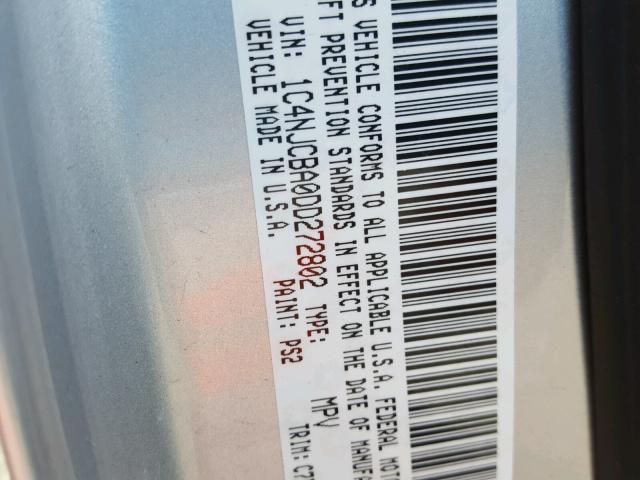 S VEHICLE CONFORMS TO ALL APPLICABLE U.S.A. FEDERAL MOT
FT PREVENTION STANDARDS IN EFFECT ON THE DATE OF MANUFA
VIN: 1C4NJCBA0DD272802 TYPE: MPV
VEHICLE MADE IN U.S.A. PAINT: PS2 TRIM: C7